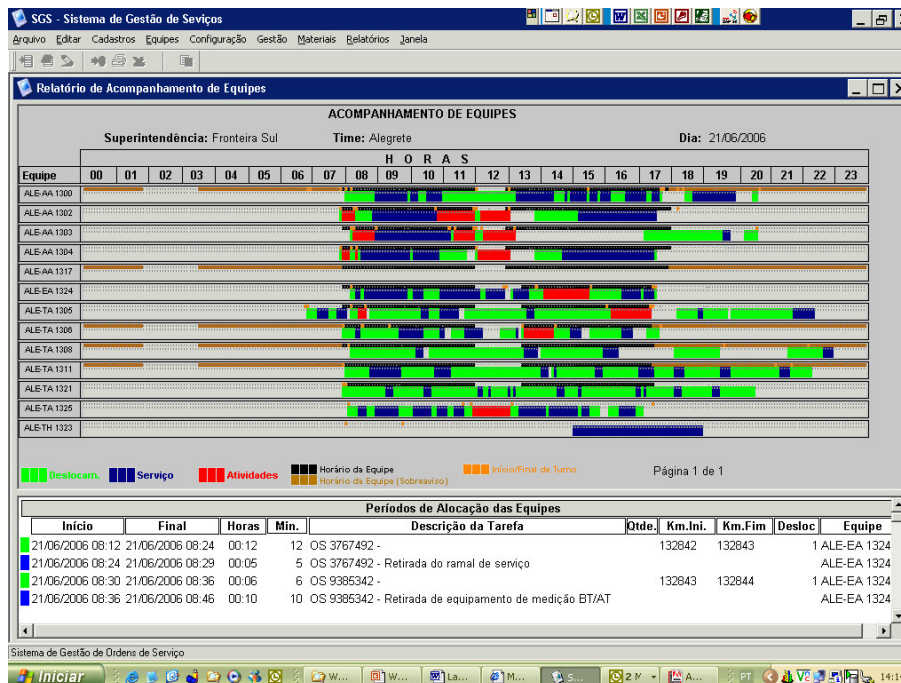 SGS - Sistema de Gestão de Seviços
Arquivo Editar Cadastros Equipes Configuração Gestão Materiais Relatórios Janela
Relatório de Acompanhamento de Equipes
ACOMPANHAMENTO DE EQUIPES
Superintendência: Fronteira Sul Time: Alegrete Dia: 21/06/2006
H O R A S
Equipe 00 01 02 03 04 05 06 07 08 09 10 11 12 13 14 15 16 17 18 19 20 21 22 23
ALE-AA 1300
ALE-AA 1302
ALE-AA 1303
ALE-AA 1304
ALE-AA 1317
ALE-EA 1324
ALE-TA 1305
ALE-TA 1306
ALE-TA 1308
ALE-TA 1311
ALE-TA 1321
ALE-TA 1325
ALE-TH 1323
Deslocam. Serviço Atividades Horário da Equipe Início/Final de Turno Página 1 de 1
Horário da Equipe (Sobreaviso)
Períodos de Alocação das Equipes
Início Final Horas Min. Descrição da Tarefa Qtde. Km.Ini. Km.Fim Desloc Equipe
21/06/2006 08:12 21/06/2006 08:24 00:12 12 OS 3767492 - 132842 132843 1 ALE-EA 1324
21/06/2006 08:24 21/06/2006 08:29 00:05 5 OS 3767492 - Retirada do ramal de serviço ALE-EA 1324
21/06/2006 08:30 21/06/2006 08:36 00:06 6 OS 9385342 - 132843 132844 1 ALE-EA 1324
21/06/2006 08:36 21/06/2006 08:46 00:10 10 OS 9385342 - Retirada de equipamento de medição BT/AT ALE-EA 1324
Sistema de Gestão de Ordens de Serviço
Iniciar W... W... La... M... S... 2 M A... PT 14:1